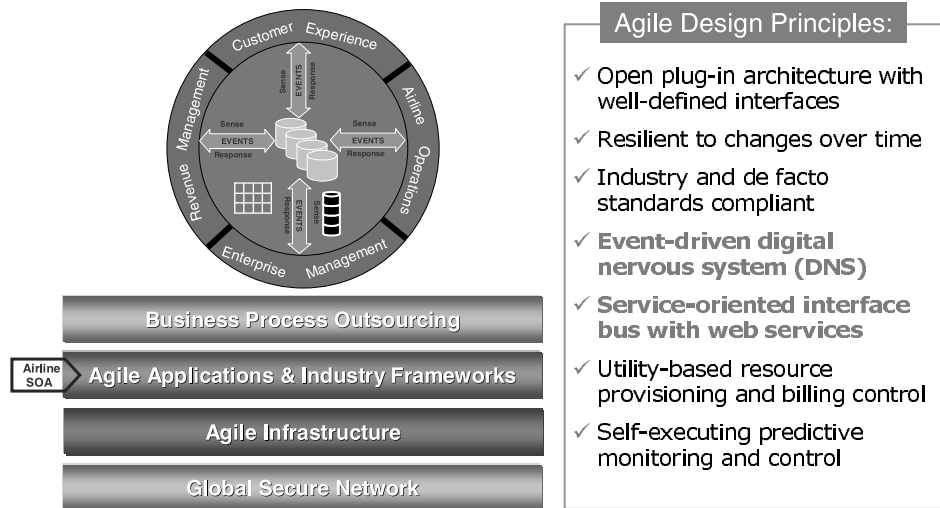 Customer Experience
Airline Operations
Enterprise Management
Revenue Management
Sense
EVENTS
Response
Sense
EVENTS
Response
Sense
EVENTS
Response
Response
EVENTS
Sense
Business Process Outsourcing
Airline
SOA
Agile Applications & Industry Frameworks
Agile Infrastructure
Global Secure Network
Agile Design Principles:
✓ Open plug-in architecture with
well-defined interfaces
✓ Resilient to changes over time
✓ Industry and de facto
standards compliant
✓ Event-driven digital
nervous system (DNS)
✓ Service-oriented interface
bus with web services
✓ Utility-based resource
provisioning and billing control
✓ Self-executing predictive
monitoring and control